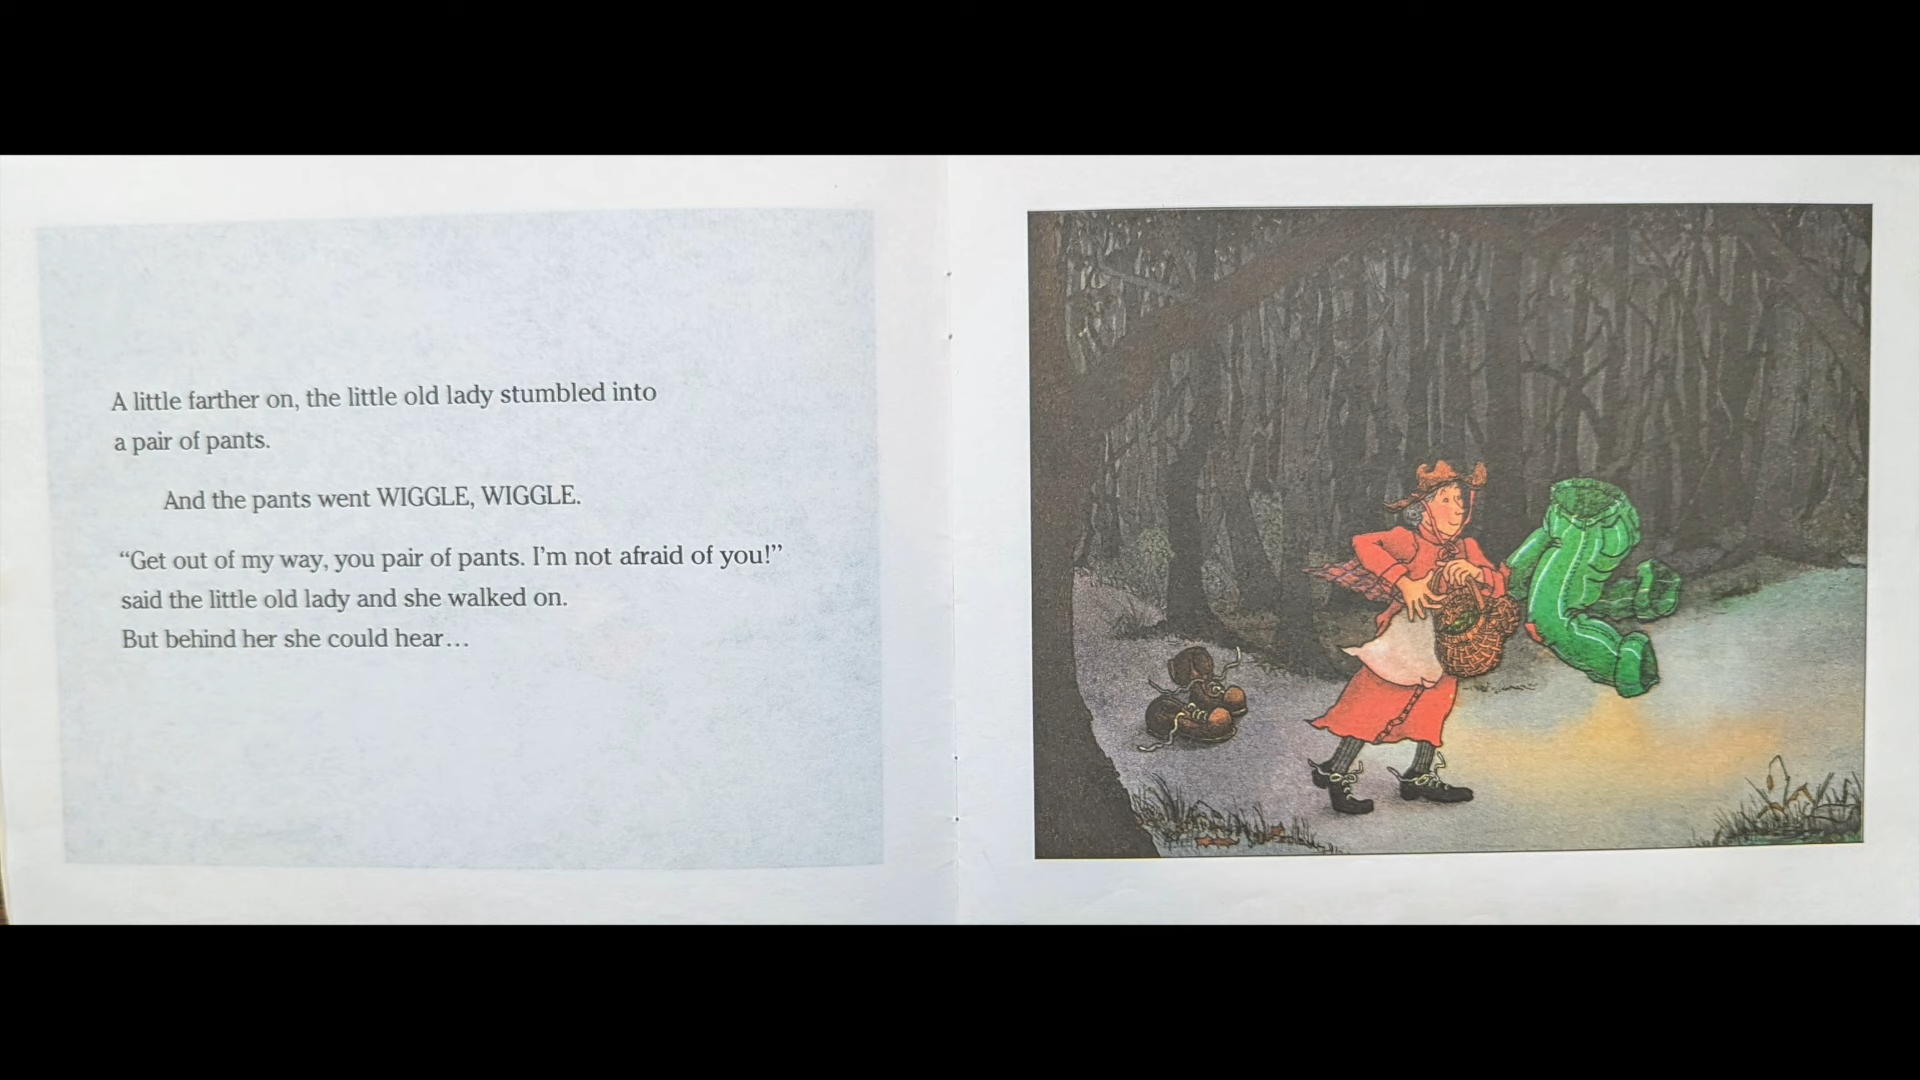 A little farther on, the little old lady stumbled into
a pair of pants.
And the pants went WIGGLE, WIGGLE.
“Get out of my way, you pair of pants. I’m not afraid of you!”
said the little old lady and she walked on.
But behind her she could hear...